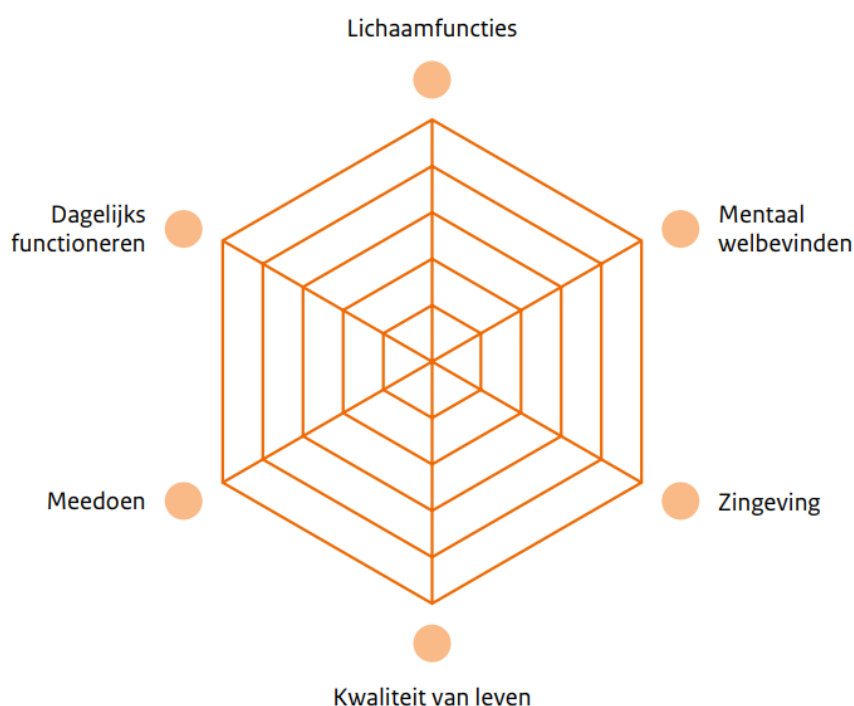 Lichaamfuncties
Dagelijks
functioneren
Mentaal
welbevinden
Meedoen
Zingeving
Kwaliteit van leven